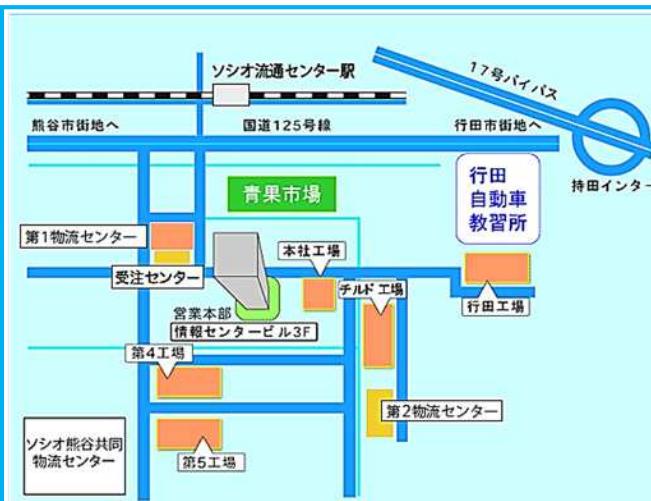 ソシオ流通センター駅
17号バイパス
熊谷市街地へ
国道125号線
行田市街地へ
持田インター
青果市場
行田
自動車
教習所
第1物流センター
本社工場
受注センター
チルド工場
行田工場
営業本部
情報センタービル3F
第4工場
第2物流センター
ソシオ熊谷共同
物流センター
第5工場